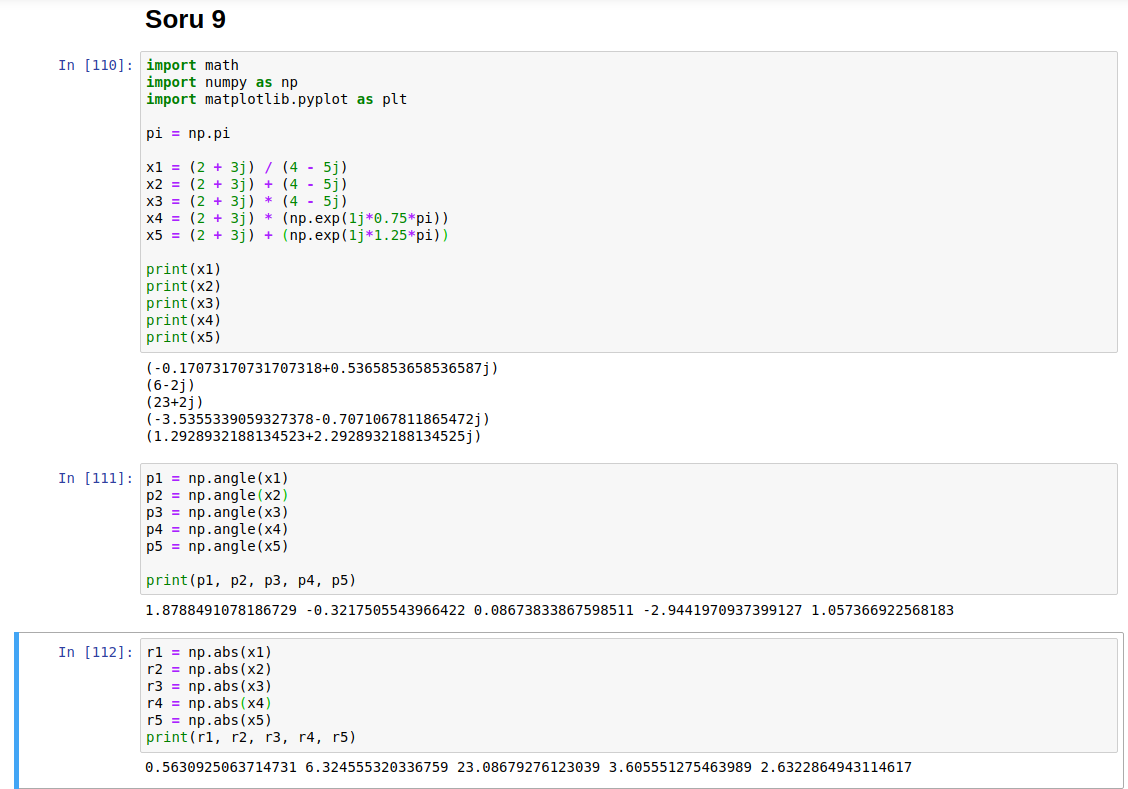 Soru 9
In [110]:
import math
import numpy as np
import matplotlib.pyplot as plt
pi = np.pi
x1 = (2 + 3j) / (4 - 5j)
x2 = (2 + 3j) + (4 - 5j)
x3 = (2 + 3j) * (4 - 5j)
x4 = (2 + 3j) * (np.exp(1j*0.75*pi))
x5 = (2 + 3j) + (np.exp(1j*1.25*pi))
print(x1)
print(x2)
print(x3)
print(x4)
print(x5)
(-0.17073170731707318+0.5365853658536587j)
(6-2j)
(23+2j)
(-3.5355339059327378-0.7071067811865472j)
(1.2928932188134523+2.2928932188134525j)
In [111]:
p1 = np.angle(x1)
p2 = np.angle(x2)
p3 = np.angle(x3)
p4 = np.angle(x4)
p5 = np.angle(x5)
print(p1, p2, p3, p4, p5)
1.8788491078186729 -0.3217505543966422 0.08673833867598511 -2.9441970937399127 1.057366922568183
In [112]:
r1 = np.abs(x1)
r2 = np.abs(x2)
r3 = np.abs(x3)
r4 = np.abs(x4)
r5 = np.abs(x5)
print(r1, r2, r3, r4, r5)
0.5630925063714731 6.324555320336759 23.08679276123039 3.605551275463989 2.6322864943114617